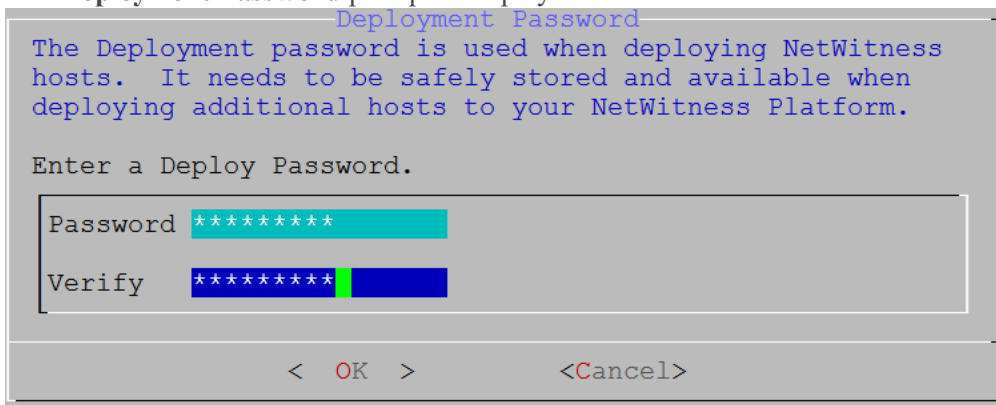 Deployment Password
The Deployment password is used when deploying NetWitness
hosts.  It needs to be safely stored and available when
deploying additional hosts to your NetWitness Platform.
Enter a Deploy Password.
Password *********
Verify *********
< OK > <Cancel>